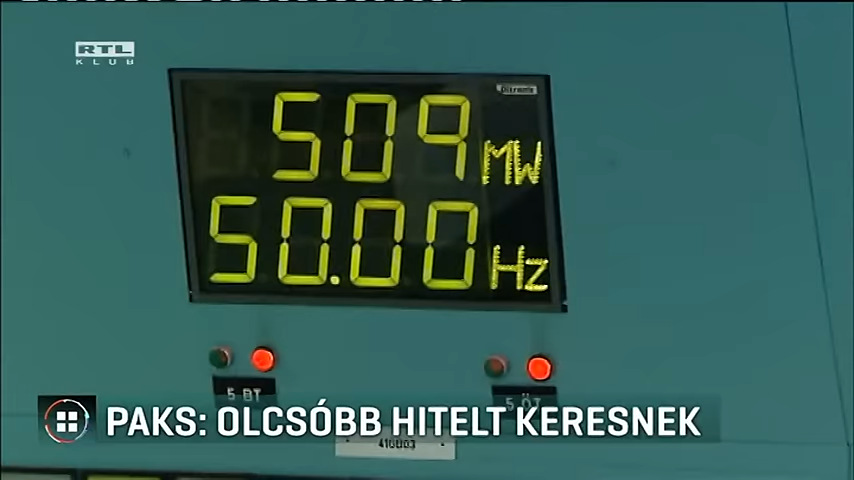 RTL
KLUB
509 MW
50.00 Hz
5 BT
5 ÖT
PAKS: OLCSÓBB HITELT KERESNEK